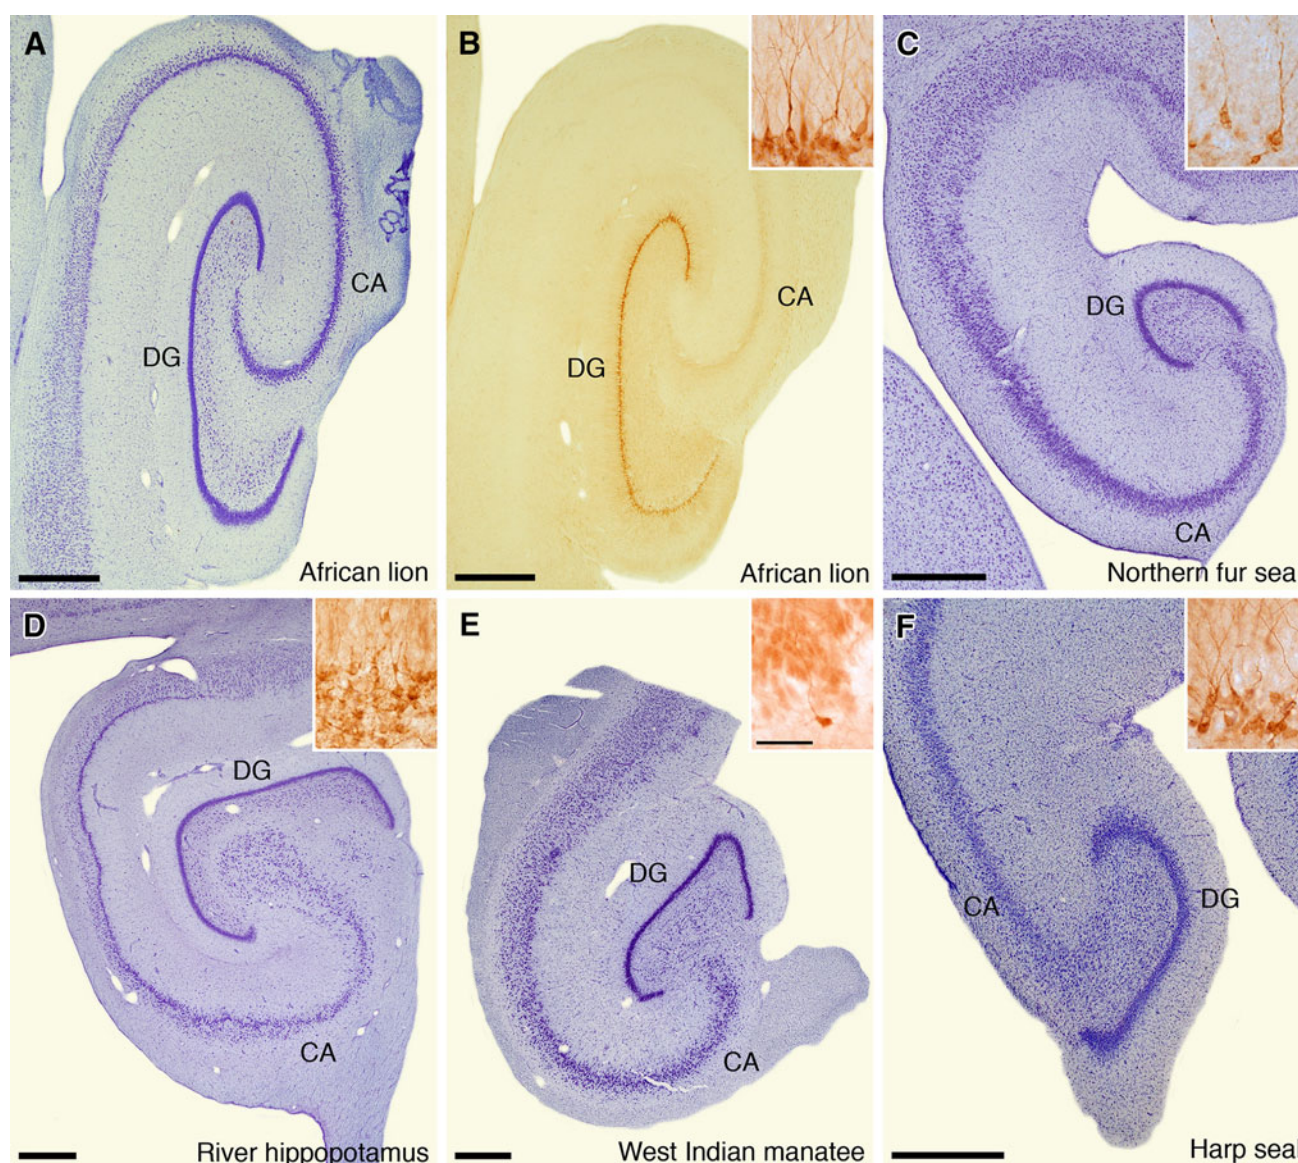 A
CA
DG
African lion
B
CA
DG
African lion
C
DG
CA
Northern fur sea
D
DG
CA
River hippopotamus
E
DG
CA
West Indian manatee
F
CA
DG
Harp seal